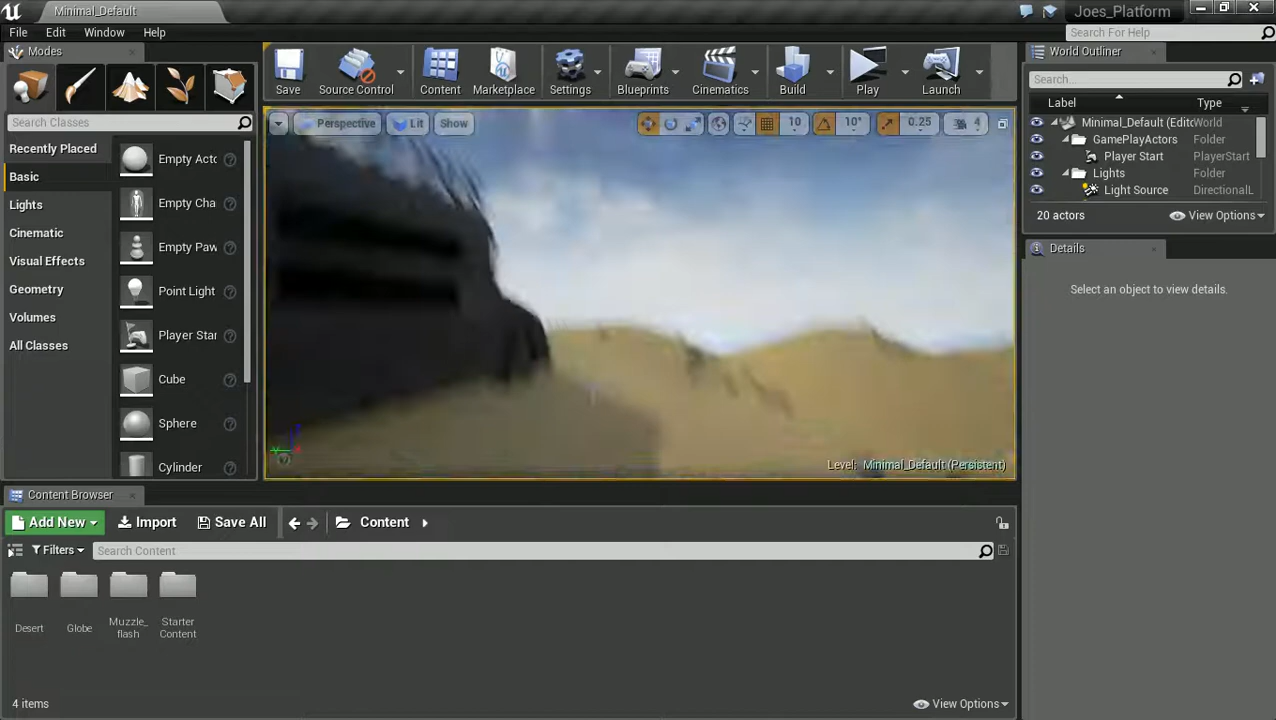 Minimal_Default
Joes_Platform
File Edit Window Help
Search For Help
Modes
World Outliner
Save
Source Control
Content
Marketplace
Settings
Blueprints
Cinematics
Build
Play
Launch
Search Classes
Perspective
Lit
Show
10
10°
0.25
4
Search...
Label
Type
Minimal_Default (Edito
World
GamePlayActors
Folder
Player Start
PlayerStart
Lights
Folder
Light Source
DirectionalL
20 actors
View Options
Recently Placed
Basic
Lights
Cinematic
Visual Effects
Geometry
Volumes
All Classes
Empty Acto
Empty Cha
Empty Paw
Point Light
Player Star
Cube
Sphere
Cylinder
Details
Select an object to view details.
Level: Minimal_Default (Persistent)
Content Browser
Add New
Import
Save All
Content
Filters
Search Content
Desert
Globe
Muzzle_
flash
Starter
Content
4 items
View Options